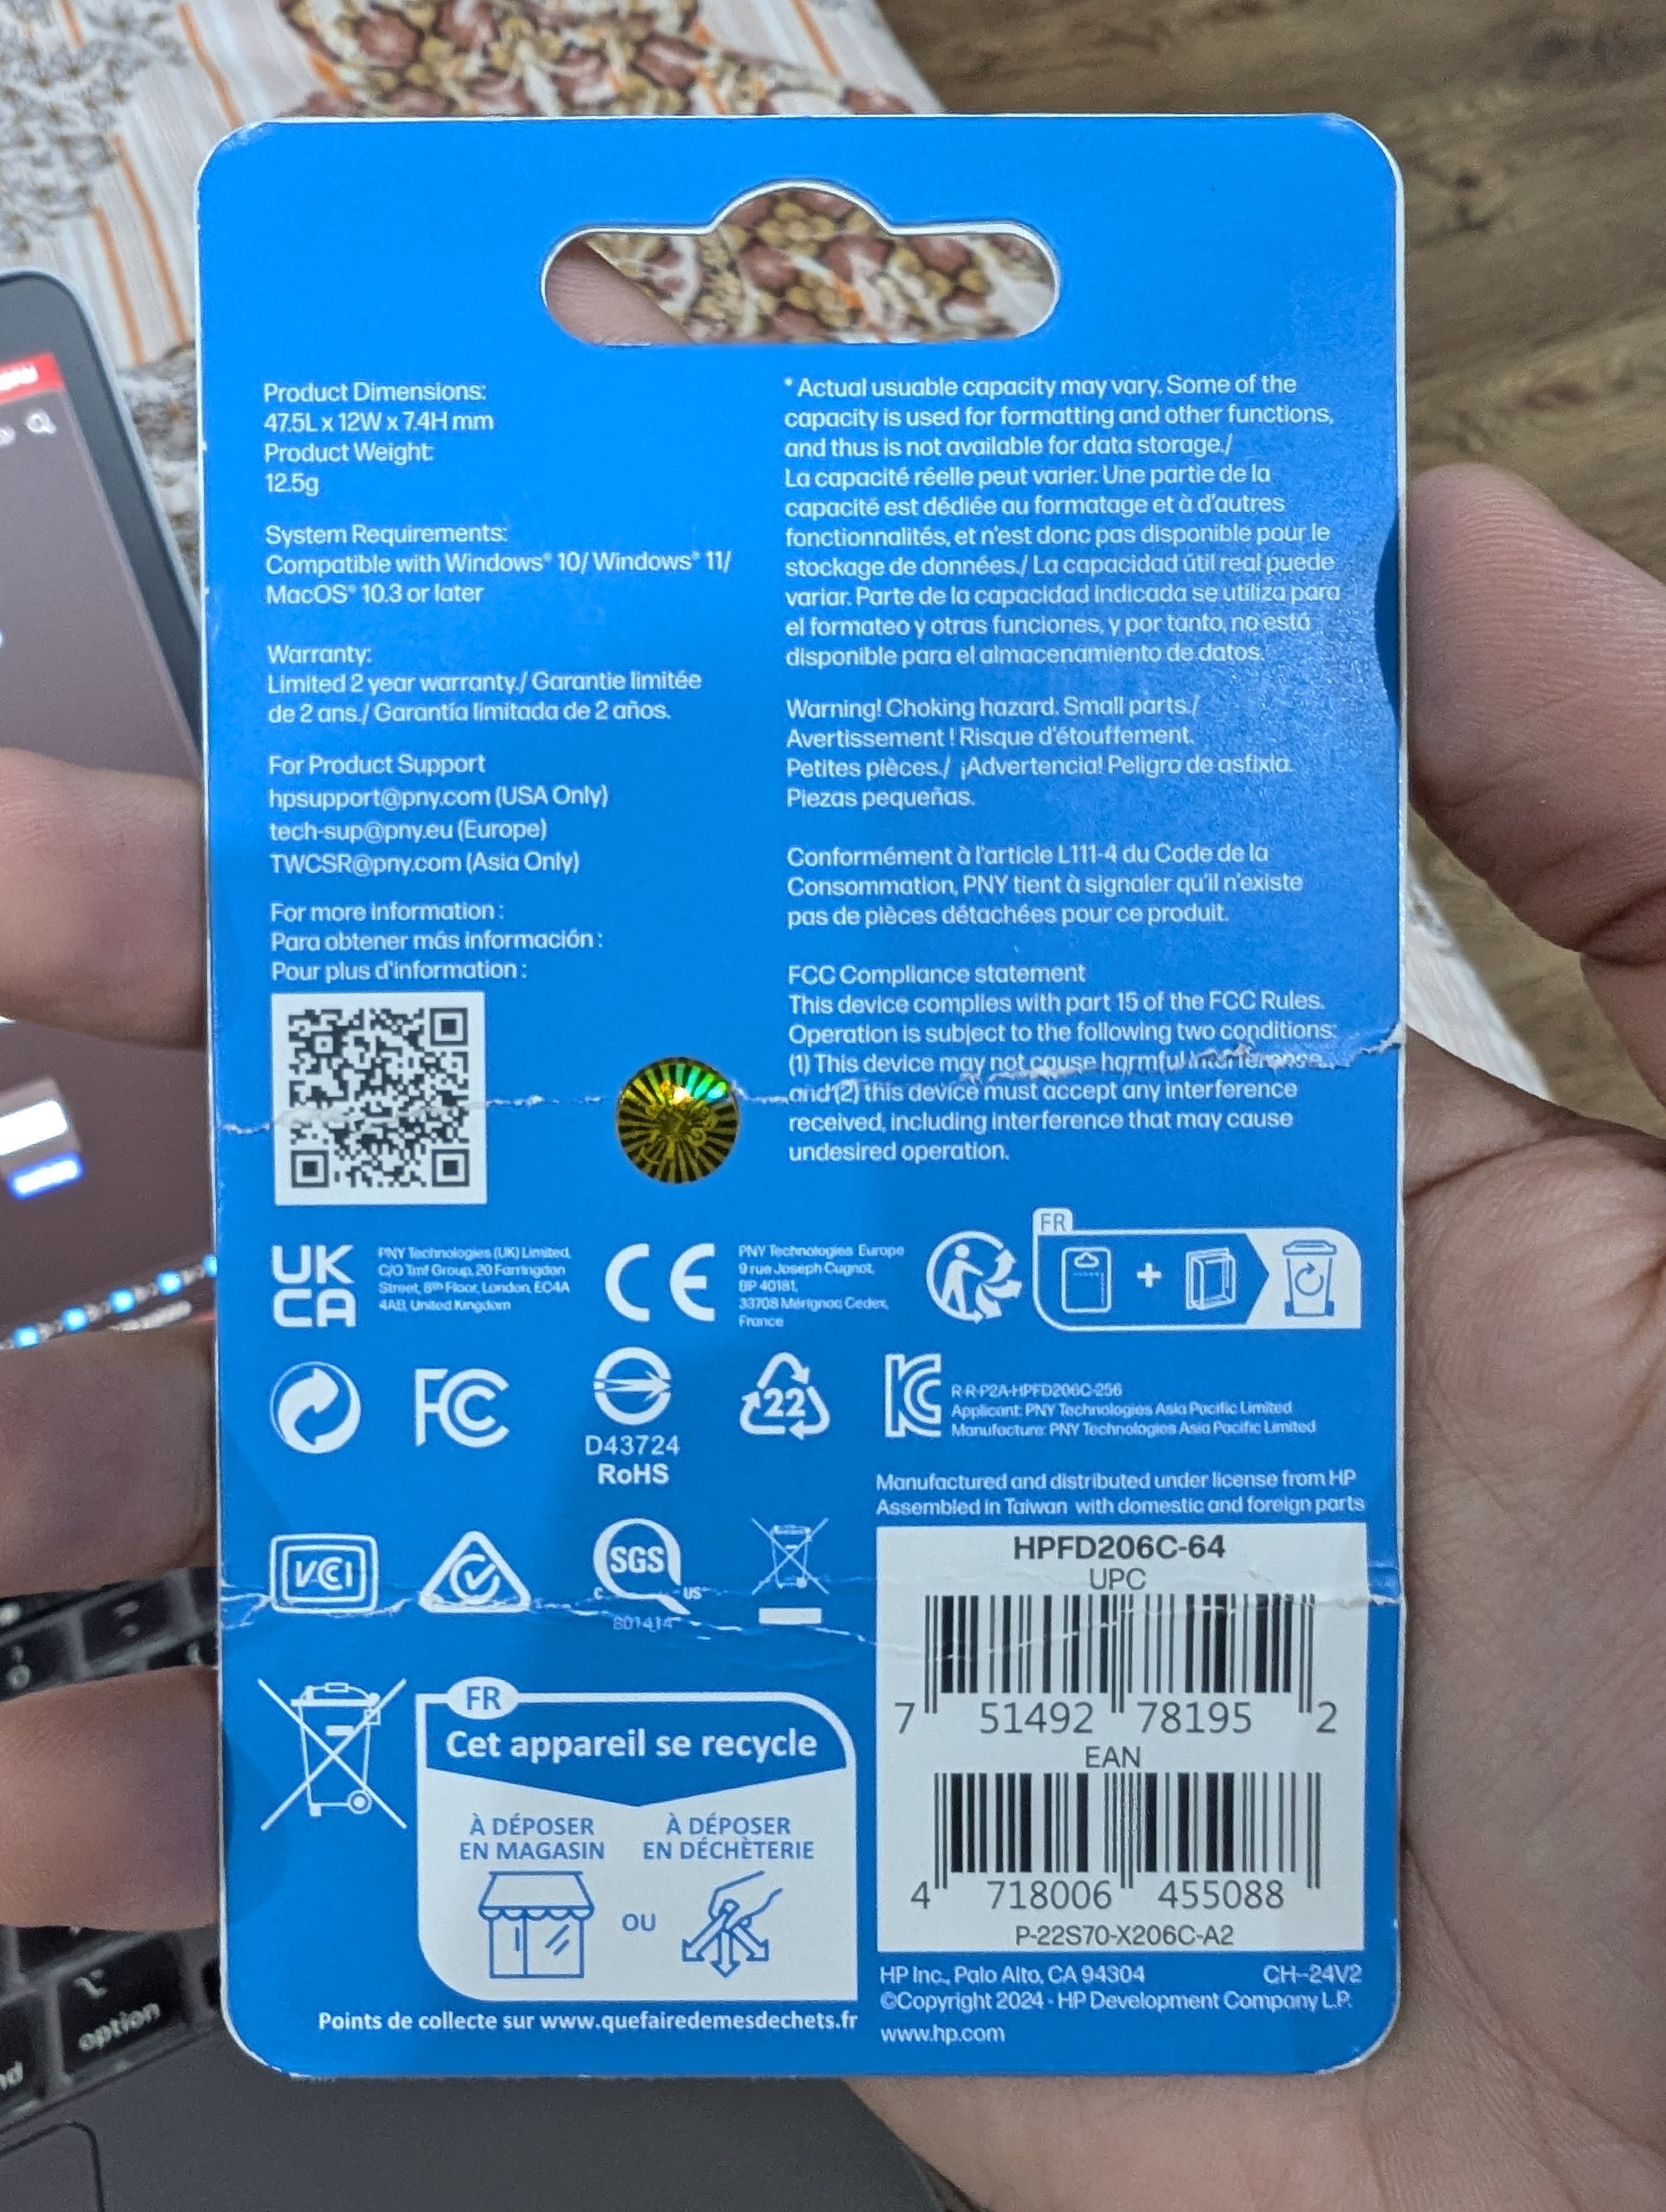 Product Dimensions:
47.5L x 12W x 7.4H mm
Product Weight:
12.5g
System Requirements:
Compatible with Windows® 10/ Windows® 11/
MacOS® 10.3 or later
Warranty:
Limited 2 year warranty./ Garantie limitée
de 2 ans./ Garantía limitada de 2 años.
For Product Support
hpsupport@pny.com (USA Only)
tech-sup@pny.eu (Europe)
TWCSR@pny.com (Asia Only)
For more information :
Para obtener más información :
Pour plus d'information :
* Actual usuable capacity may vary. Some of the
capacity is used for formatting and other functions,
and thus is not available for data storage./
La capacité réelle peut varier. Une partie de la
capacité est dédiée au formatage et à d'autres
fonctionnalités, et n'est donc pas disponible pour le
stockage de données./ La capacidad útil real puede
variar. Parte de la capacidad indicada se utiliza para
el formateo y otras funciones, y por tanto, no está
disponible para el almacenamiento de datos.
Warning! Choking hazard. Small parts./
Avertissement ! Risque d'étouffement.
Petites pièces./ ¡Advertencia! Peligro de asfixia.
Piezas pequeñas.
Conformément à l'article L111-4 du Code de la
Consommation, PNY tient à signaler qu'il n'existe
pas de pièces détachées pour ce produit.
FCC Compliance statement
This device complies with part 15 of the FCC Rules.
Operation is subject to the following two conditions:
(1) This device may not cause harmful interference,
and (2) this device must accept any interference
received, including interference that may cause
undesired operation.
UK
CA
PNY Technologies (UK) Limited,
C/O Tmf Group, 20 Farringdon
Street, 8th Floor, London, EC4A
4AB, United Kingdom
CE
PNY Technologies Europe
9 rue Joseph Cugnot,
BP 40181,
33708 Mérignac Cedex,
France
FR
FC
D43724
RoHS
22
R-R-P2A-HPFD206C-256
Applicant: PNY Technologies Asia Pacific Limited
Manufacture: PNY Technologies Asia Pacific Limited
Manufactured and distributed under license from HP
Assembled in Taiwan with domestic and foreign parts
VCI
SGS
C US
801414
HPFD206C-64
UPC
7 51492 78195 2
EAN
4 718006 455088
P-22S70-X206C-A2
FR
Cet appareil se recycle
À DÉPOSER
EN MAGASIN
OU
À DÉPOSER
EN DÉCHÈTERIE
Points de collecte sur www.quefairedemesdechets.fr
HP Inc., Palo Alto, CA 94304 CH-24V2
©Copyright 2024 - HP Development Company L.P.
www.hp.com
option